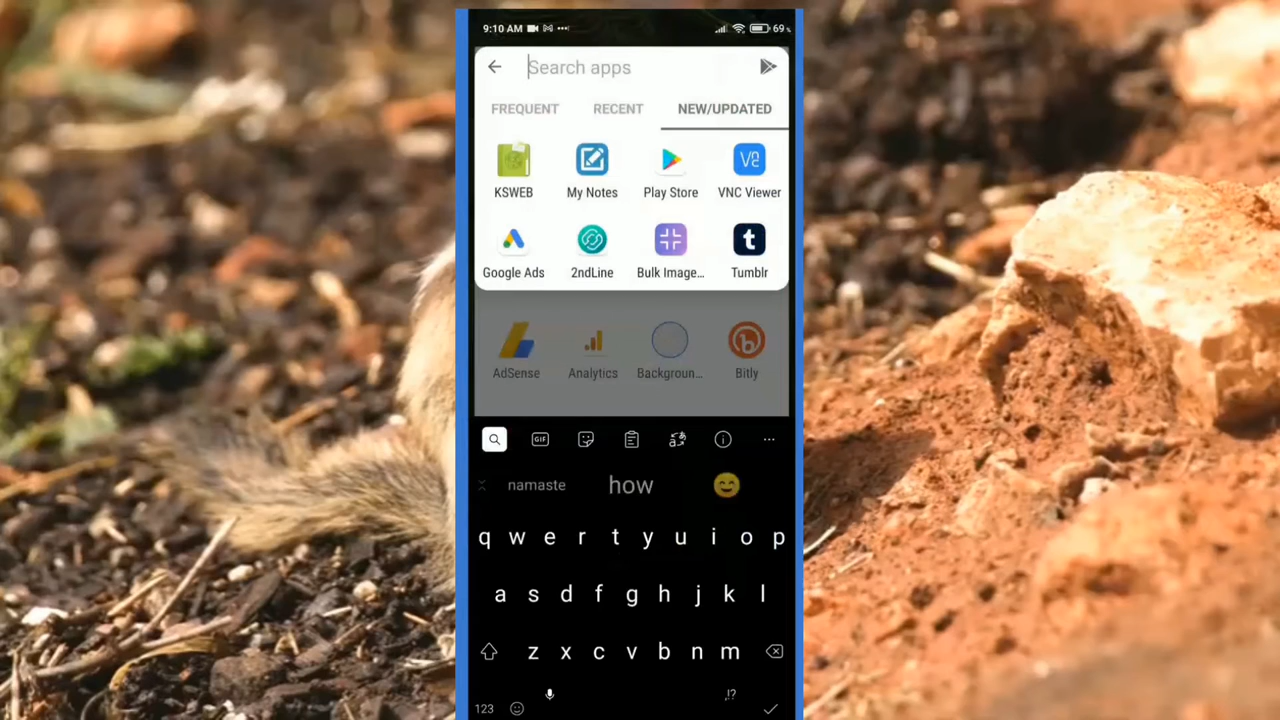 9:10 AM 69
Search apps
FREQUENT RECENT NEW/UPDATED
KSWEB My Notes Play Store VNC Viewer
Google Ads 2ndLine Bulk Image... Tumblr
AdSense Analytics Backgroun... Bitly
GIF
namaste how
q w e r t y u i o p
a s d f g h j k l
z x c v b n m
,!?
123